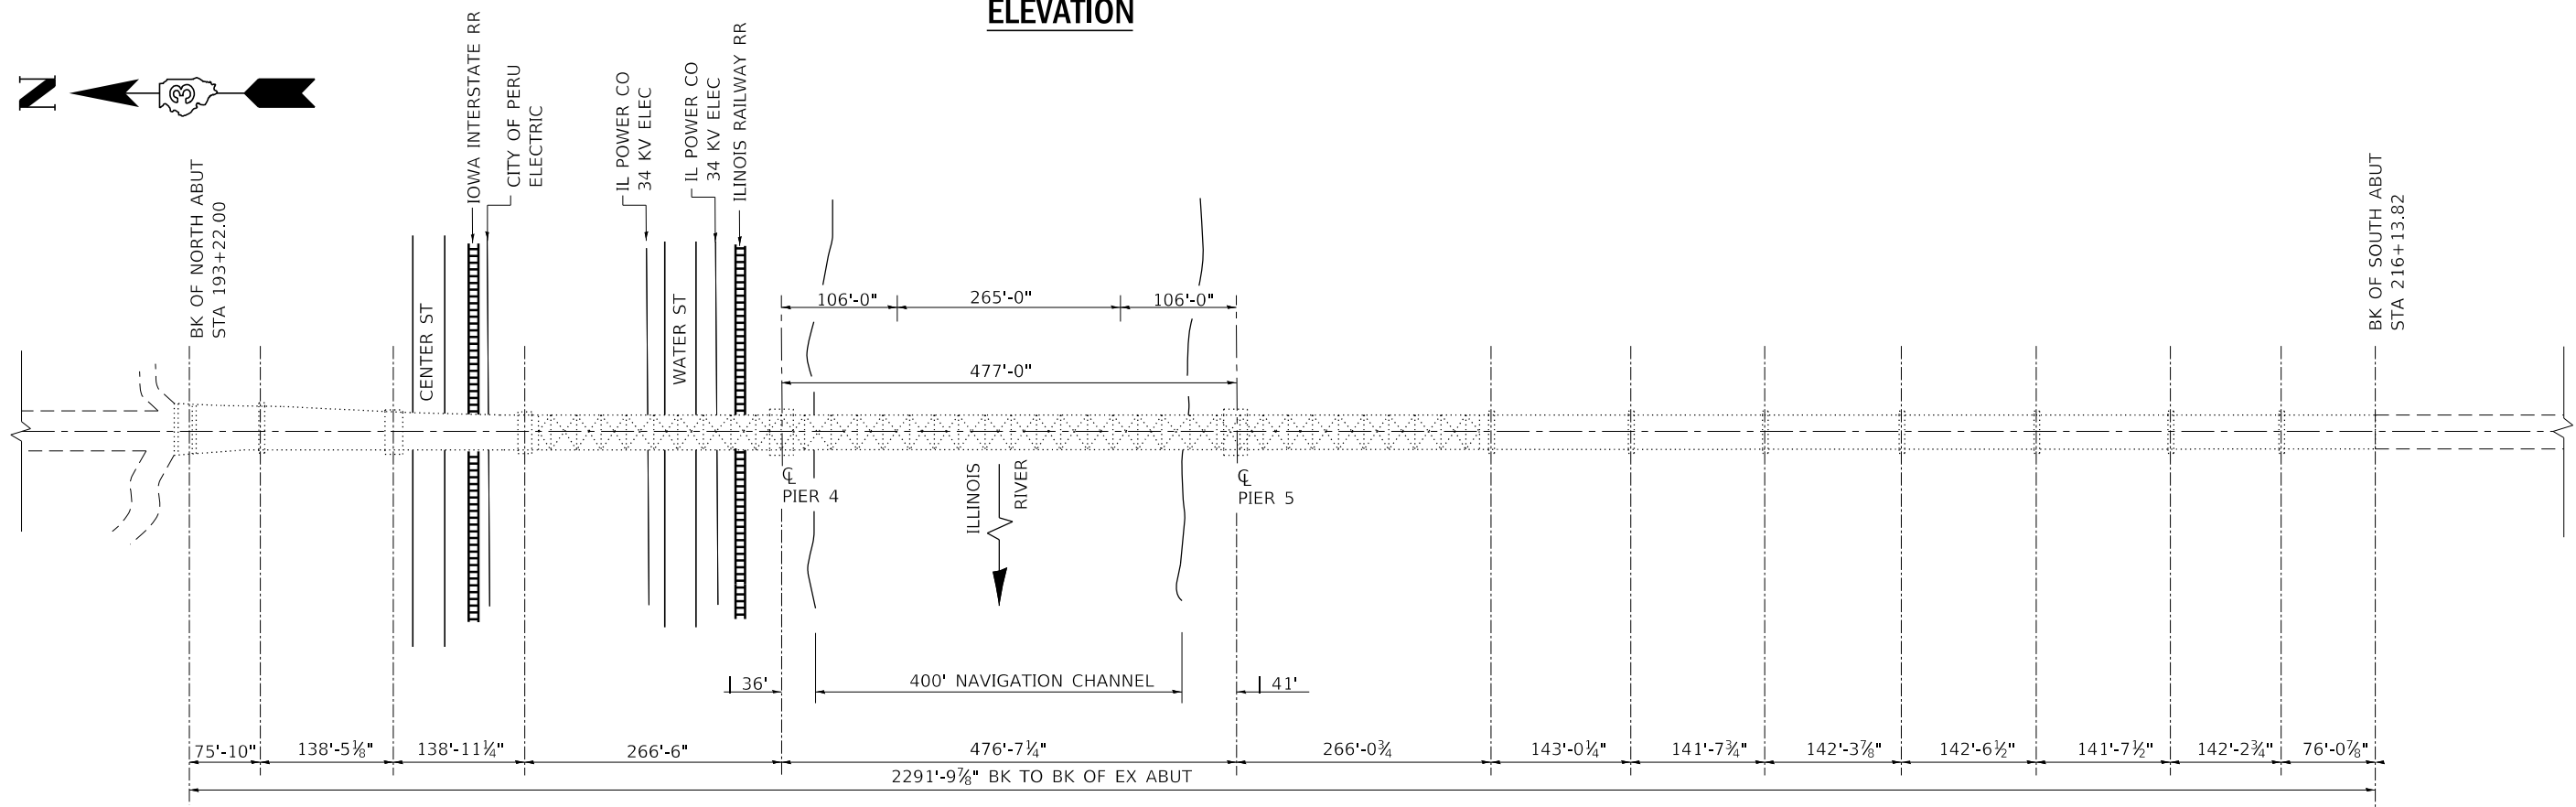 ELEVATION
N
3
BK OF NORTH ABUT
STA 193+22.00
CENTER ST
IOWA INTERSTATE RR
CITY OF PERU
ELECTRIC
IL POWER CO
34 KV ELEC
WATER ST
IL POWER CO
34 KV ELEC
ILINOIS RAILWAY RR
BK OF SOUTH ABUT
STA 216+13.82
106'-0"
265'-0"
106'-0"
477'-0"
℄
PIER 4
ILLINOIS
RIVER
℄
PIER 5
36'
400' NAVIGATION CHANNEL
41'
75'-10"
138'-5⅛"
138'-11¼"
266'-6"
476'-7¼"
266'-0¾
143'-0¼"
141'-7¾"
142'-3⅞"
142'-6½"
141'-7½"
142'-2¾"
76'-0⅞"
2291'-9⅞" BK TO BK OF EX ABUT